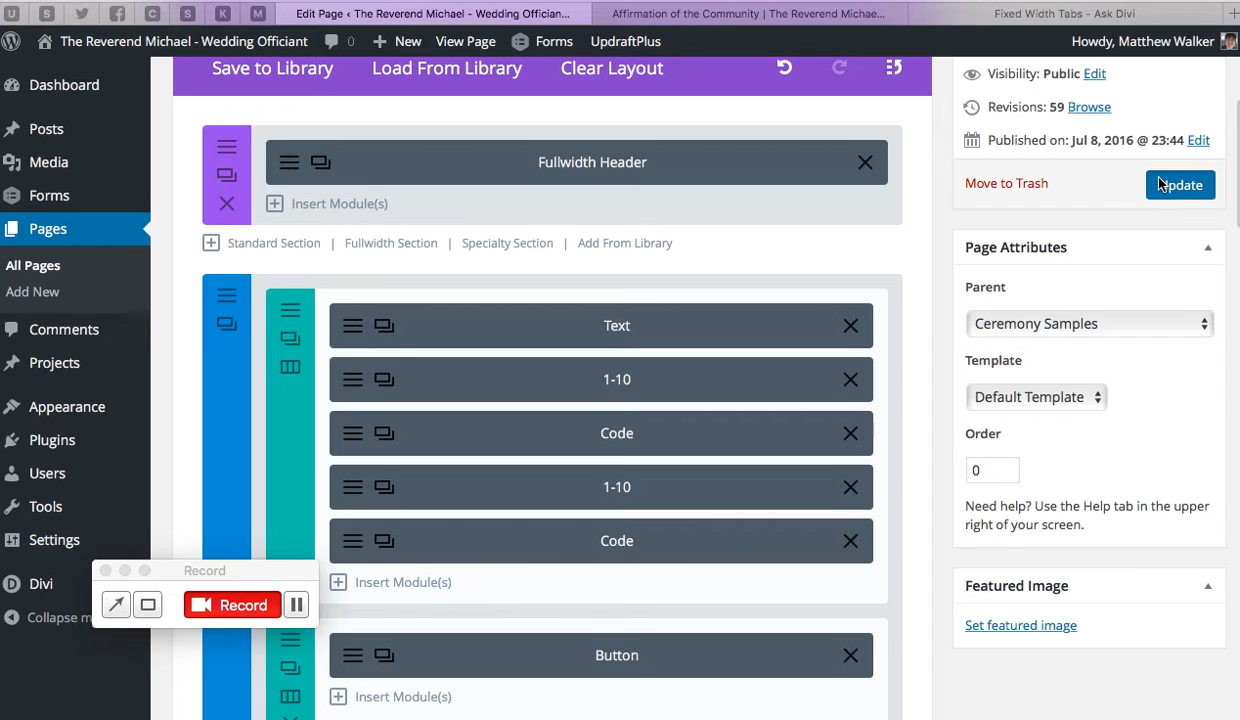 Edit Page ‹ The Reverend Michael - Wedding Offician...
Affirmation of the Community | The Reverend Michae...
Fixed Width Tabs - Ask Divi
The Reverend Michael - Wedding Officiant
0
New
View Page
Forms
UpdraftPlus
Howdy, Matthew Walker
Dashboard
Posts
Media
Forms
Pages
All Pages
Add New
Comments
Projects
Appearance
Plugins
Users
Tools
Settings
Divi
Collapse m
Record
Record
Save to Library
Load From Library
Clear Layout
Fullwidth Header
Insert Module(s)
Standard Section | Fullwidth Section | Specialty Section | Add From Library
Text
1-10
Code
1-10
Code
Insert Module(s)
Button
Insert Module(s)
Visibility: Public Edit
Revisions: 59 Browse
Published on: Jul 8, 2016 @ 23:44 Edit
Move to Trash
Update
Page Attributes
Parent
Ceremony Samples
Template
Default Template
Order
0
Need help? Use the Help tab in the upper
right of your screen.
Featured Image
Set featured image